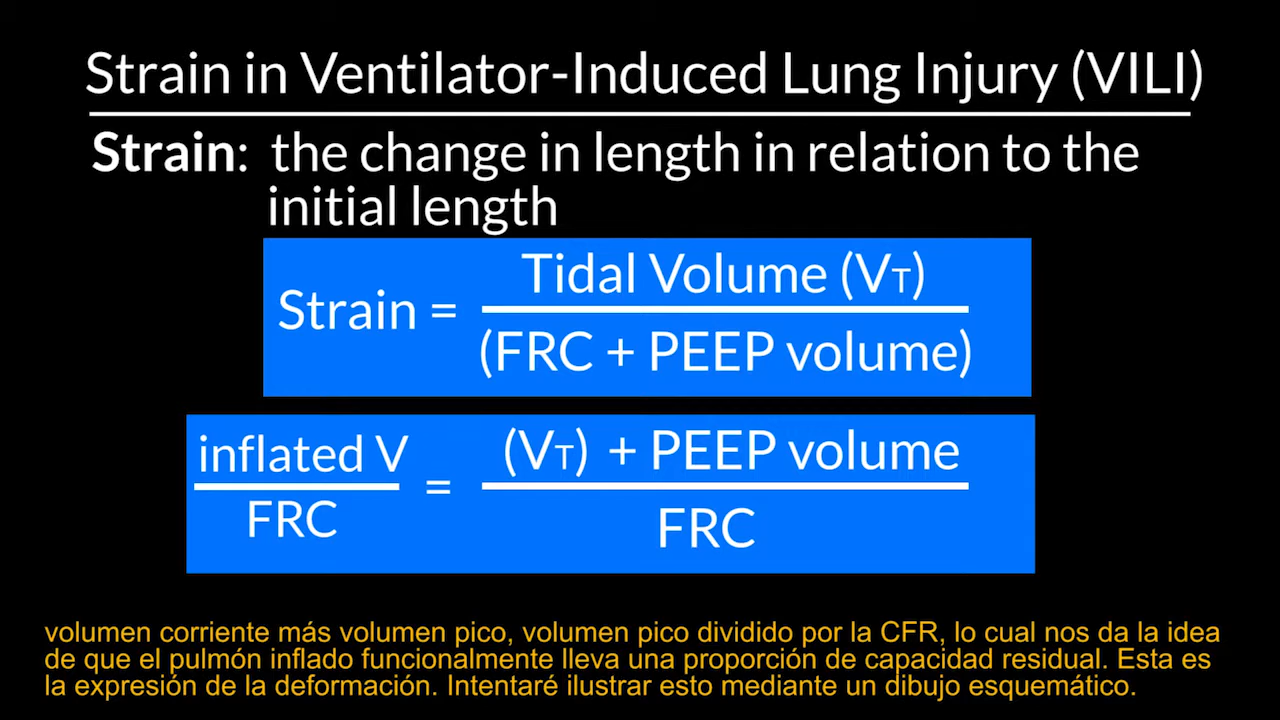 Strain in Ventilator-Induced Lung Injury (VILI)
Strain: the change in length in relation to the
initial length
Strain =
Tidal Volume (VT)
(FRC + PEEP volume)
inflated V
FRC
=
(VT) + PEEP volume
FRC
volumen corriente más volumen pico, volumen pico dividido por la CFR, lo cual nos da la idea
de que el pulmón inflado funcionalmente lleva una proporción de capacidad residual. Esta es
la expresión de la deformación. Intentaré ilustrar esto mediante un dibujo esquemático.